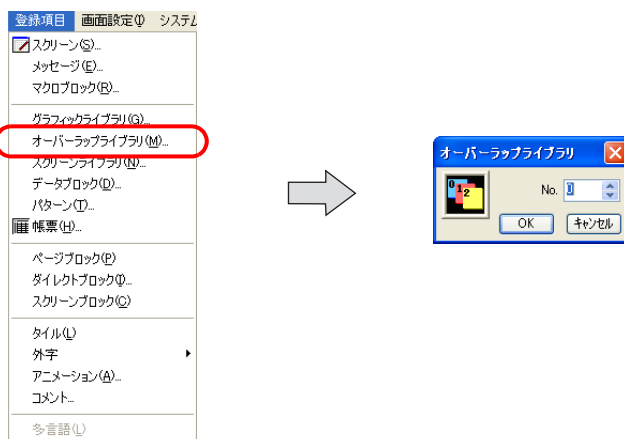 登録項目 画面設定(I) システム
スクリーン(S)...
メッセージ(E)...
マクロブロック(R)...
グラフィックライブラリ(G)...
オーバーラップライブラリ(M)...
スクリーンライブラリ(N)...
データブロック(D)...
パターン(T)...
帳票(H)...
ページブロック(P)
ダイレクトブロック(I)...
スクリーンブロック(C)
タイル(L)
外字
アニメーション(A)...
コメント...
多言語(L)
オーバーラップライブラリ
0 1 2
No. 0
OK キャンセル